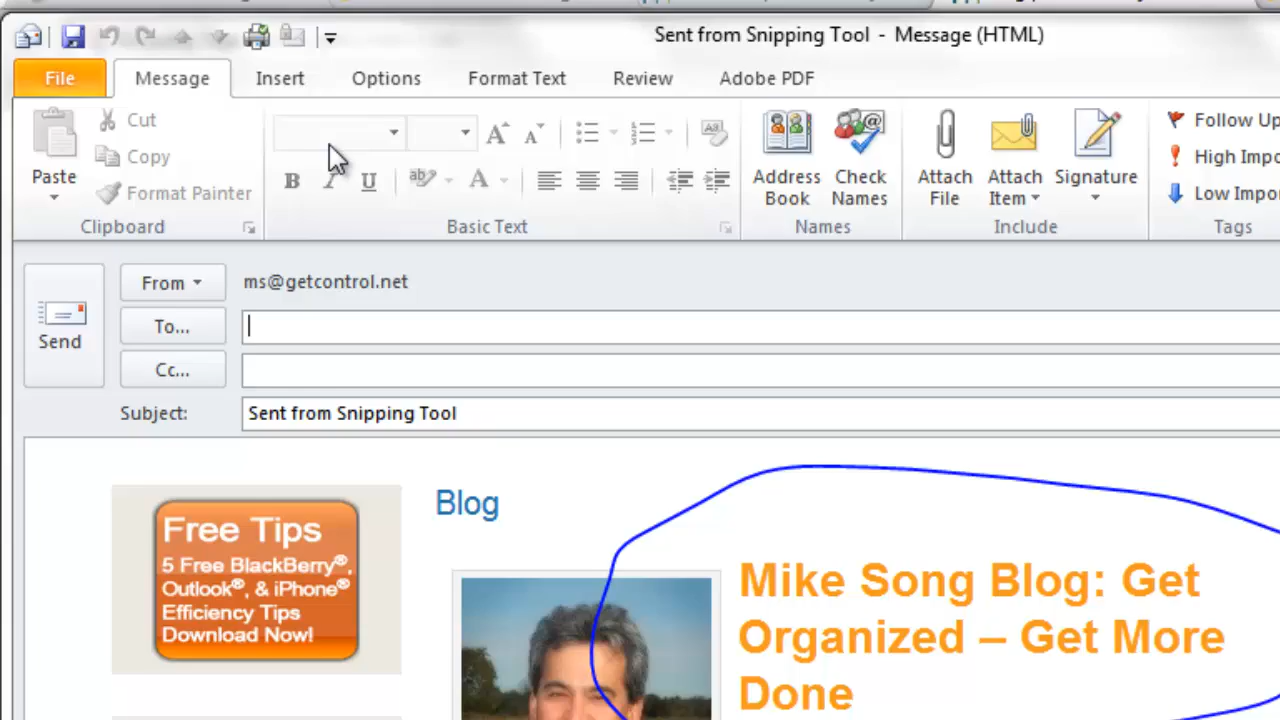 Sent from Snipping Tool - Message (HTML)
File Message Insert Options Format Text Review Adobe PDF
Paste
Cut
Copy
Format Painter
Clipboard
B I U
Basic Text
Address Book
Check Names
Names
Attach File
Attach Item
Signature
Include
Follow Up
High Impo
Low Impor
Tags
Send
From ms@getcontrol.net
To...
Cc...
Subject: Sent from Snipping Tool
Free Tips
5 Free BlackBerry®,
Outlook®, & iPhone®
Efficiency Tips
Download Now!
Blog
Mike Song Blog: Get
Organized – Get More
Done